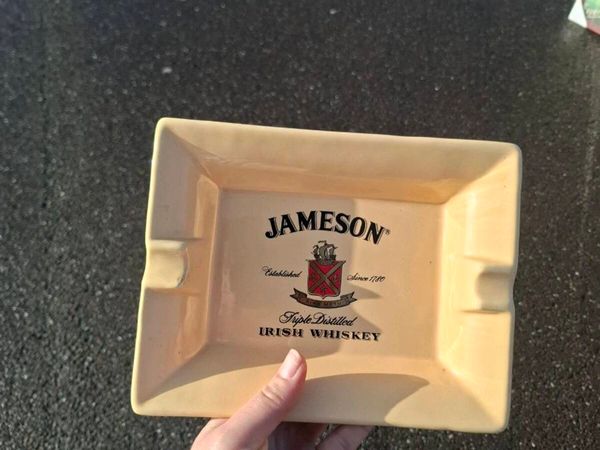 JAMESON®
Established Since 1780
Triple Distilled
IRISH WHISKEY